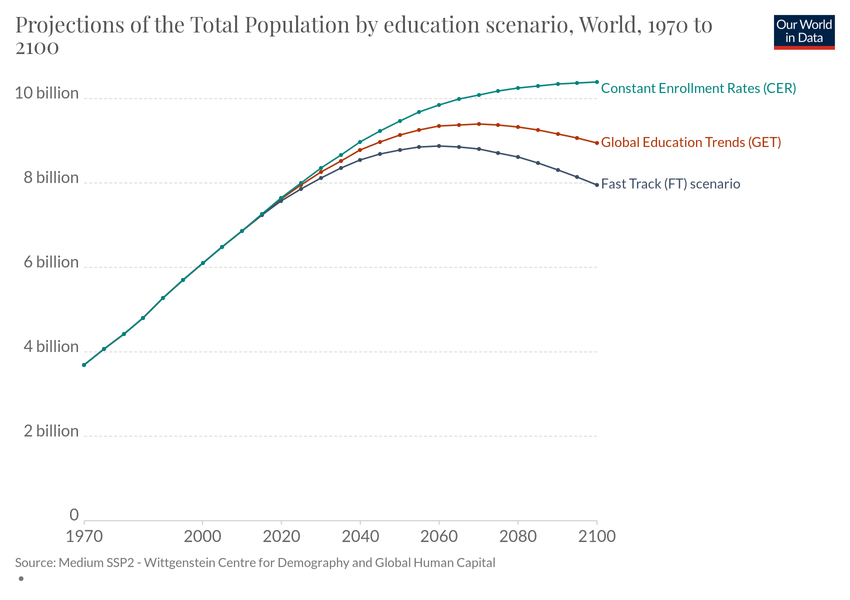 Projections of the Total Population by education scenario, World, 1970 to
2100
Our World
in Data
10 billion
8 billion
6 billion
4 billion
2 billion
0
Constant Enrollment Rates (CER)
Global Education Trends (GET)
Fast Track (FT) scenario
1970 2000 2020 2040 2060 2080 2100
Source: Medium SSP2 - Wittgenstein Centre for Demography and Global Human Capital
•